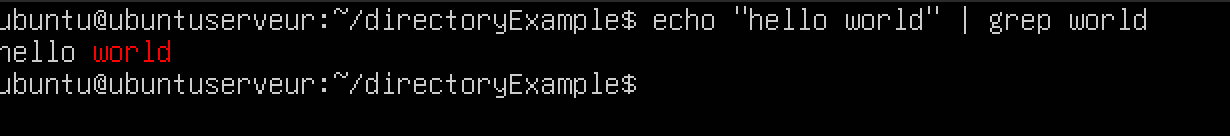 ubuntu@ubuntuserveur:~/directoryExample$ echo "hello world" | grep world
hello world
ubuntu@ubuntuserveur:~/directoryExample$